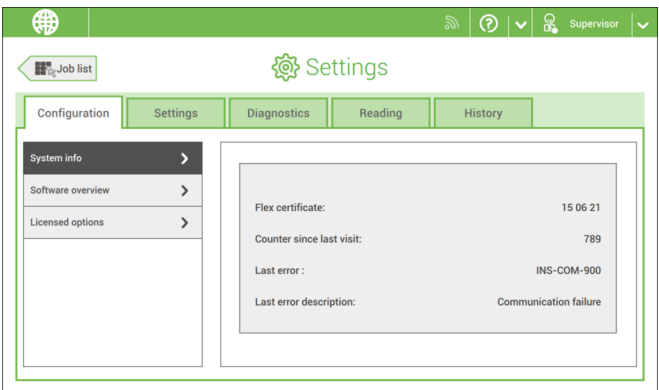 Supervisor
Job list
Settings
Configuration
Settings
Diagnostics
Reading
History
System info
Software overview
Licensed options
Flex certificate: 15 06 21
Counter since last visit: 789
Last error : INS-COM-900
Last error description: Communication failure